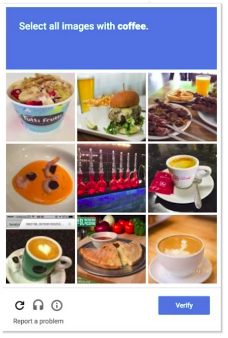 Select all images with coffee.
Tutti Frutti
Report a problem
Verify